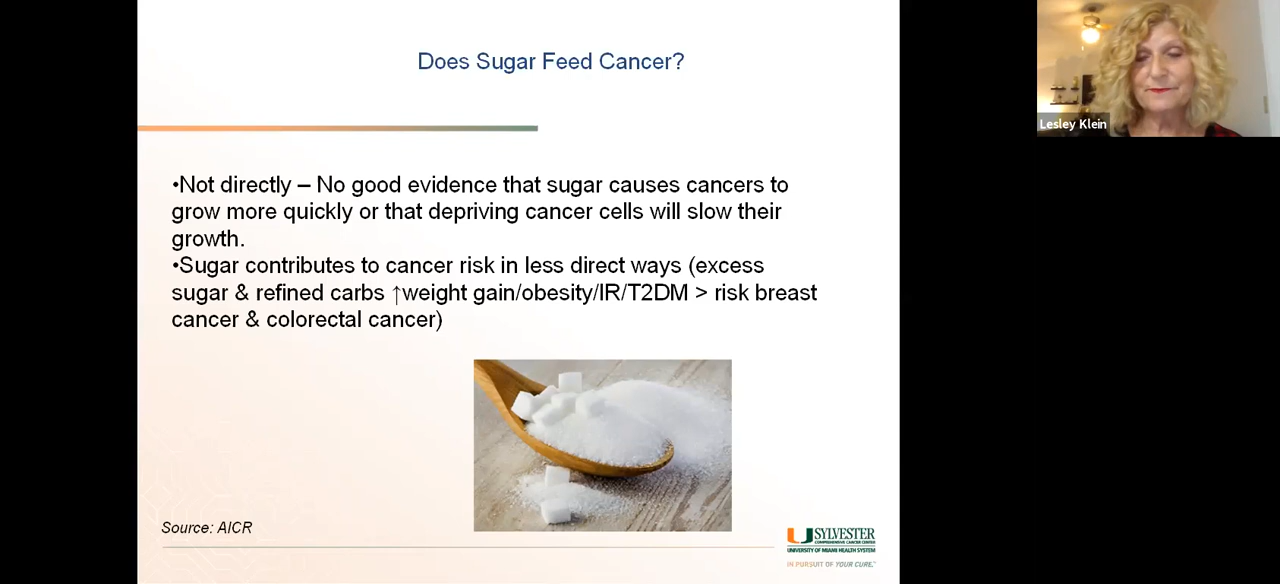 Does Sugar Feed Cancer?
Lesley Klein
•Not directly – No good evidence that sugar causes cancers to
grow more quickly or that depriving cancer cells will slow their
growth.
•Sugar contributes to cancer risk in less direct ways (excess
sugar & refined carbs ↑weight gain/obesity/IR/T2DM > risk breast
cancer & colorectal cancer)
Source: AICR
SYLVESTER
COMPREHENSIVE CANCER CENTER
UNIVERSITY OF MIAMI HEALTH SYSTEM
IN PURSUIT OF YOUR CURE.™